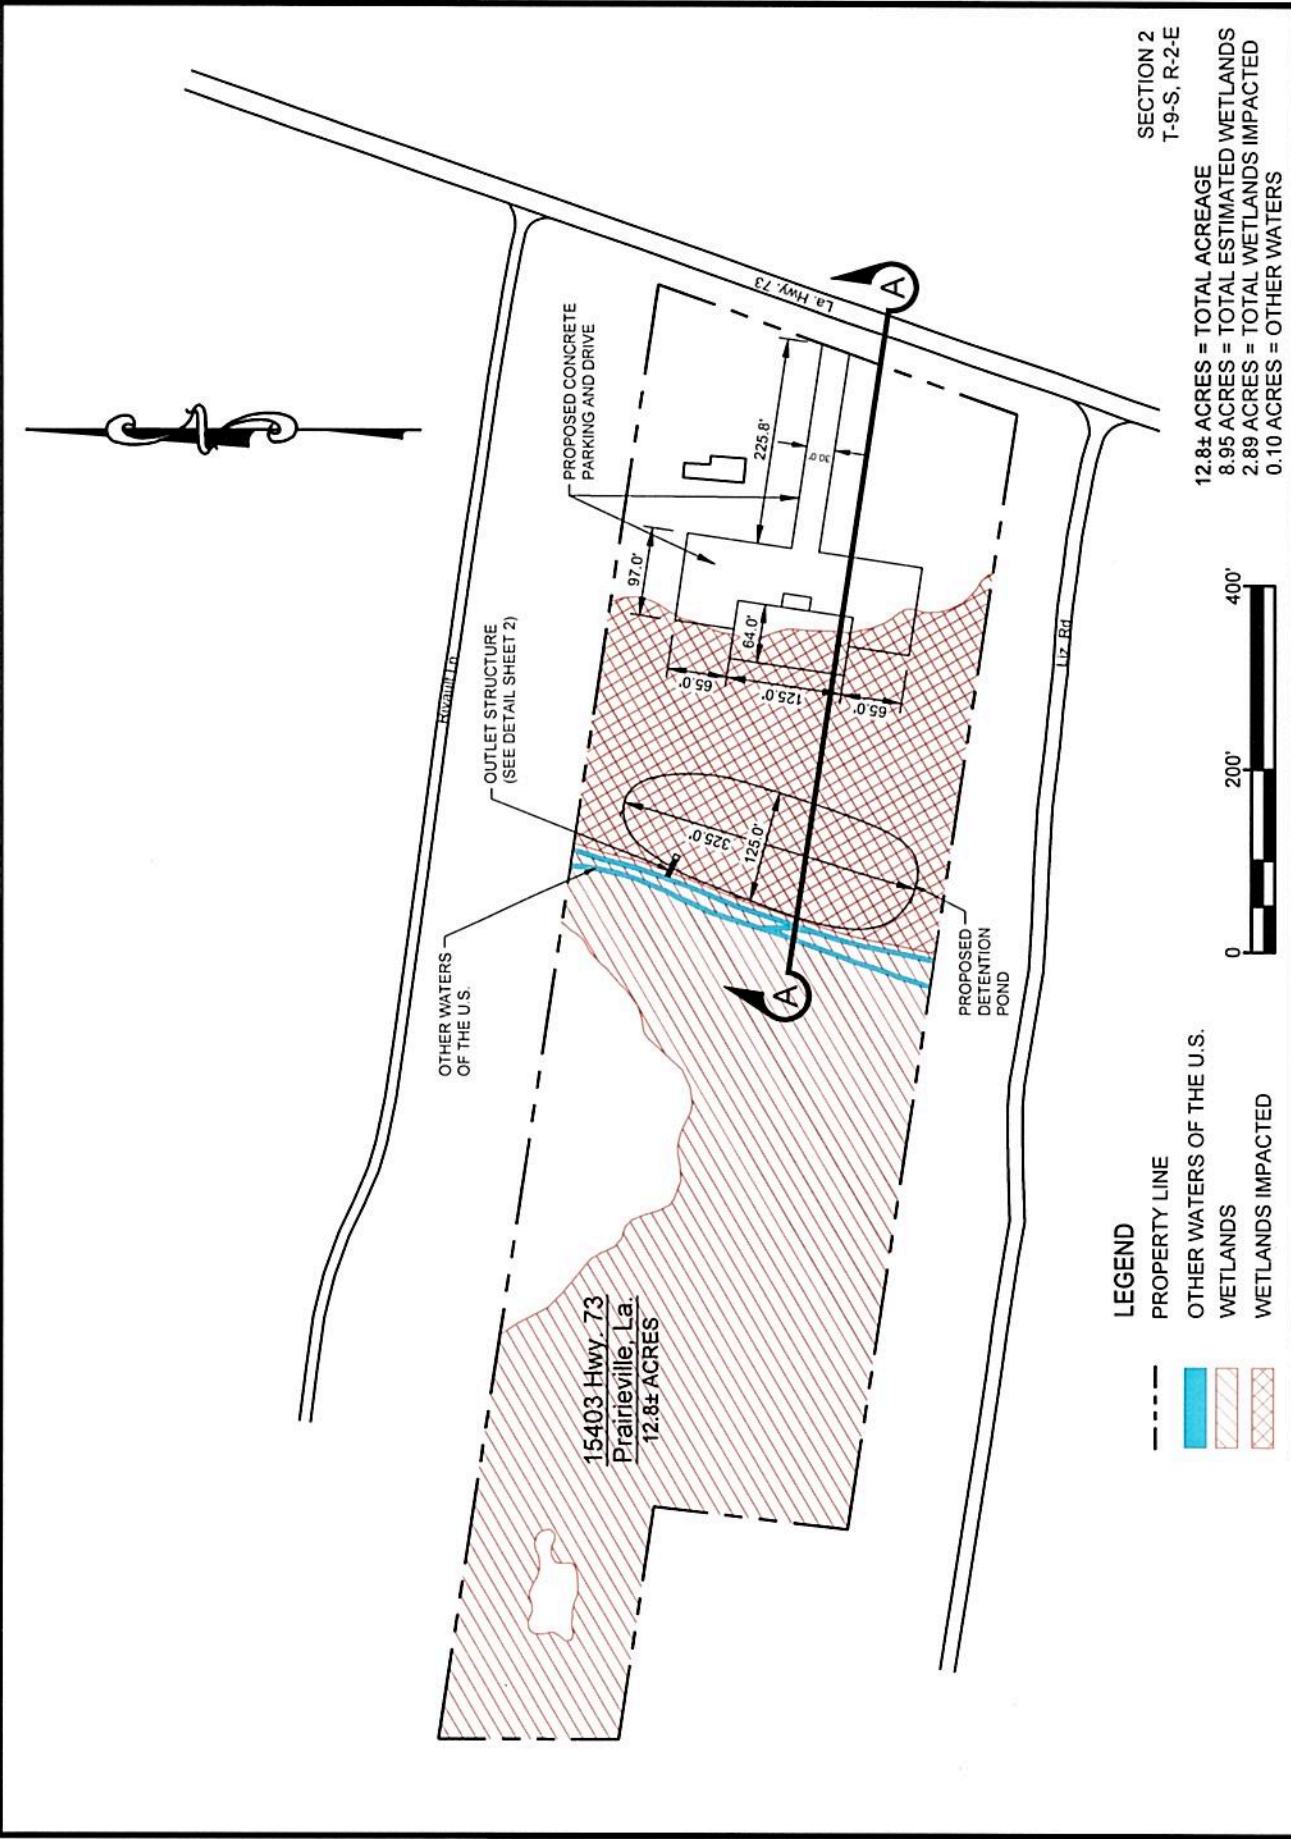 Rivault Ln
OTHER WATERS
OF THE U.S.
OUTLET STRUCTURE
(SEE DETAIL SHEET 2)
PROPOSED CONCRETE
PARKING AND DRIVE
La. Hwy. 73
97.0'
225.8'
30.0'
64.0'
65.0'
125.0'
65.0'
325.0'
125.0'
A
A
15403 Hwy. 73
Prairieville, La.
12.8± ACRES
PROPOSED
DETENTION
POND
Liz Rd
LEGEND
PROPERTY LINE
OTHER WATERS OF THE U.S.
WETLANDS
WETLANDS IMPACTED
0
200'
400'
SECTION 2
T-9-S, R-2-E
12.8± ACRES = TOTAL ACREAGE
8.95 ACRES = TOTAL ESTIMATED WETLANDS
2.89 ACRES = TOTAL WETLANDS IMPACTED
0.10 ACRES = OTHER WATERS